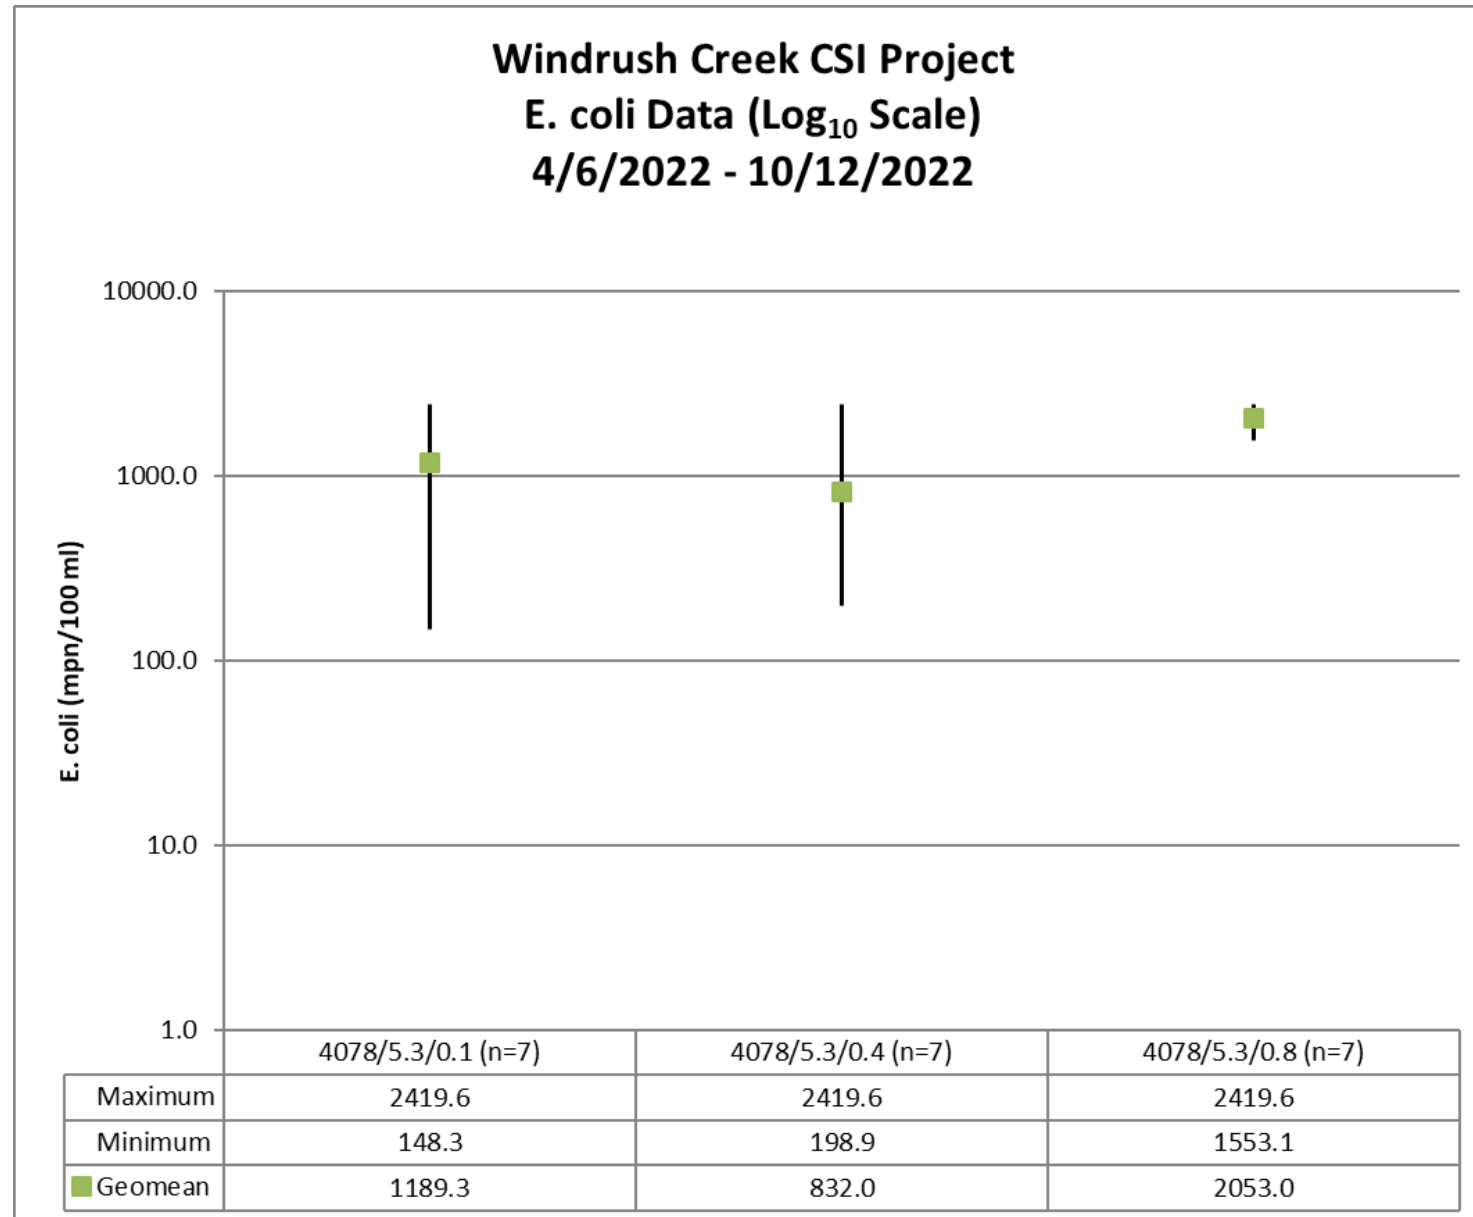 Windrush Creek CSI Project
E. coli Data (Log₁₀ Scale)
4/6/2022 - 10/12/2022
E. coli (mpn/100 ml)
10000.0
1000.0
100.0
10.0
1.0
4078/5.3/0.1 (n=7) 4078/5.3/0.4 (n=7) 4078/5.3/0.8 (n=7)
Maximum 2419.6 2419.6 2419.6
Minimum 148.3 198.9 1553.1
Geomean 1189.3 832.0 2053.0